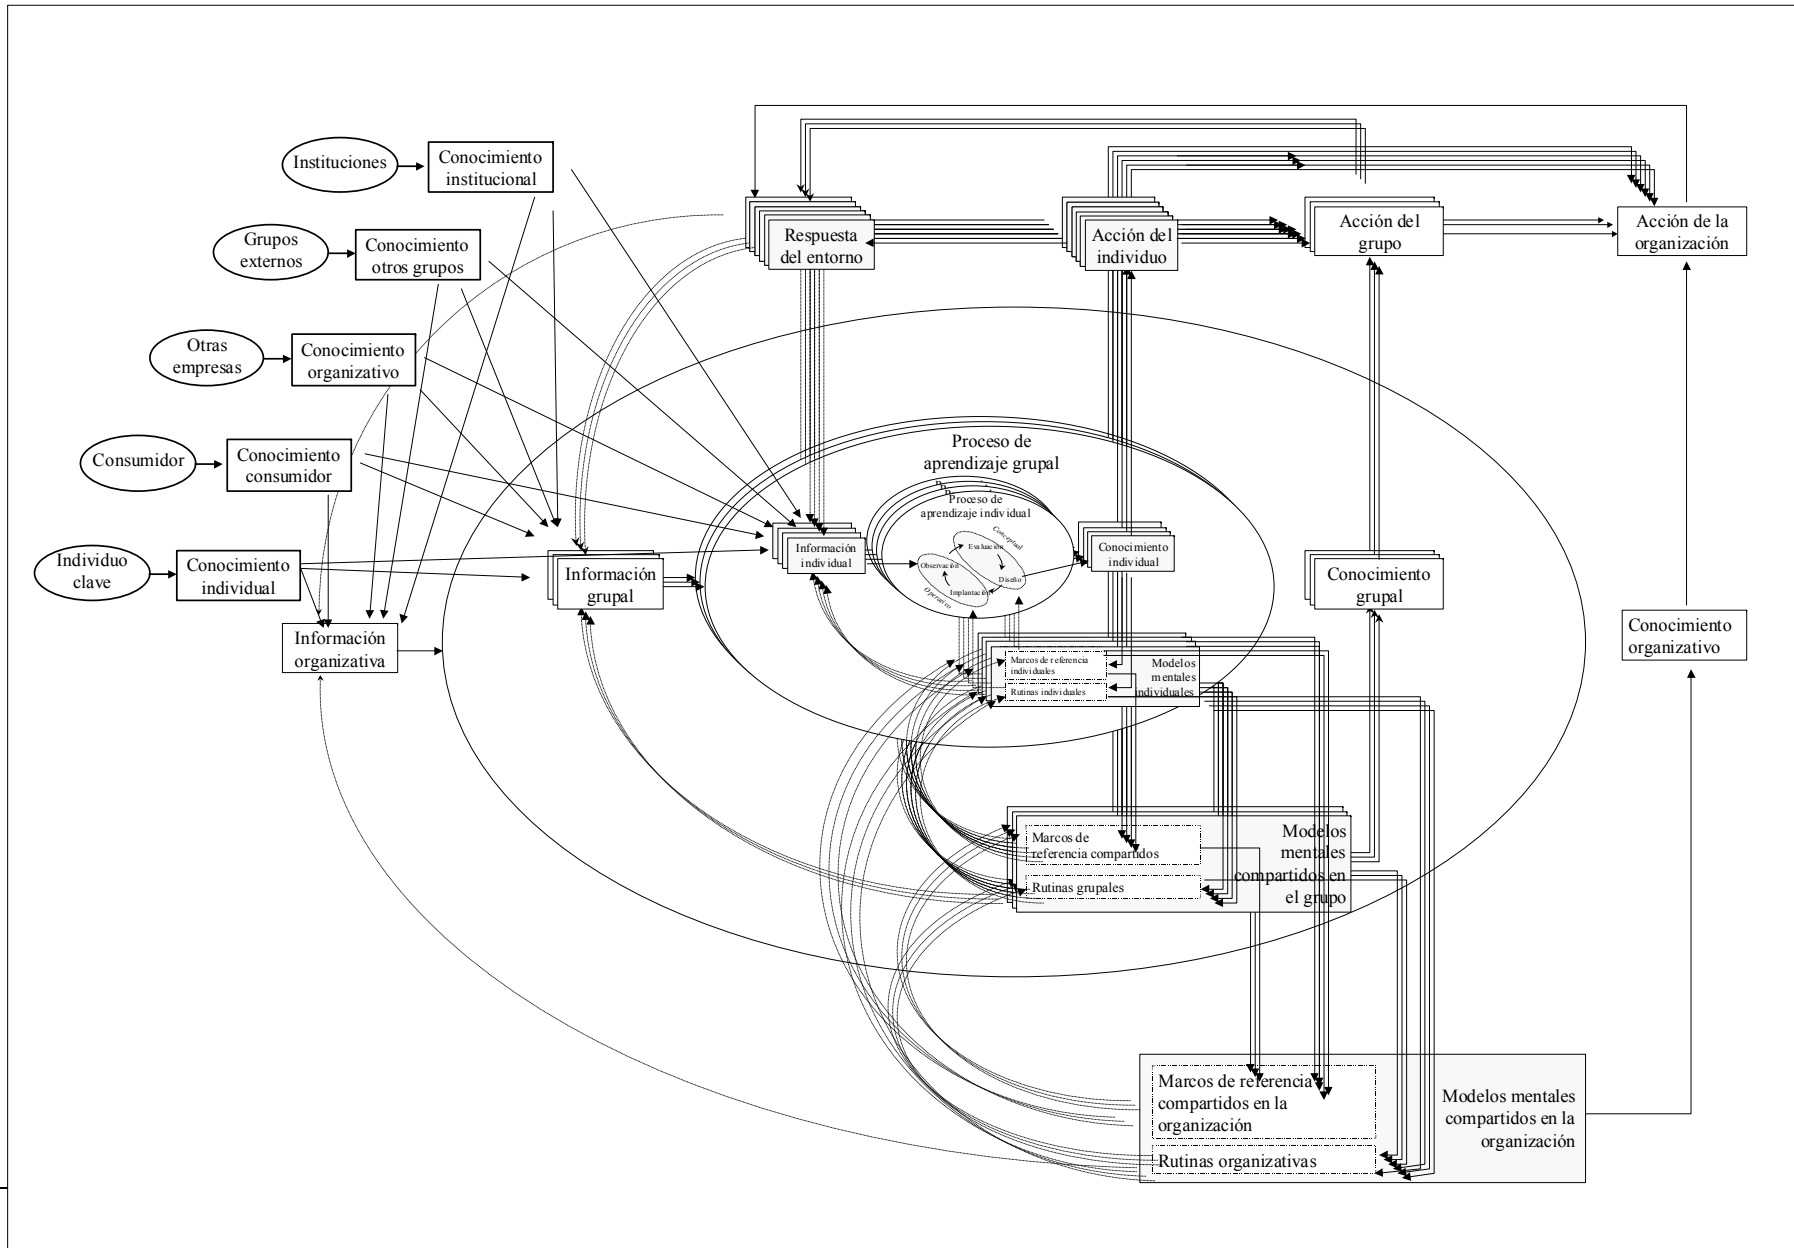 Instituciones
Conocimiento
institucional
Grupos
externos
Conocimiento
otros grupos
Respuesta
del entorno
Acción del
individuo
Acción del
grupo
Acción de la
organización
Otras
empresas
Conocimiento
organizativo
Consumidor
Conocimiento
consumidor
Proceso de
aprendizaje grupal
Proceso de
aprendizaje individual
Conceptual
Evaluación
Observación
Diseño
Implantación
Operativo
Individuo
clave
Conocimiento
individual
Información
grupal
Información
individual
Conocimiento
individual
Conocimiento
grupal
Información
organizativa
Conocimiento
organizativo
Marcos de referencia
individuales
Rutinas individuales
Modelos
mentales
individuales
Marcos de
referencia compartidos
Rutinas grupales
Modelos
mentales
compartidos en
el grupo
Marcos de referencia
compartidos en la
organización
Rutinas organizativas
Modelos mentales
compartidos en la
organización